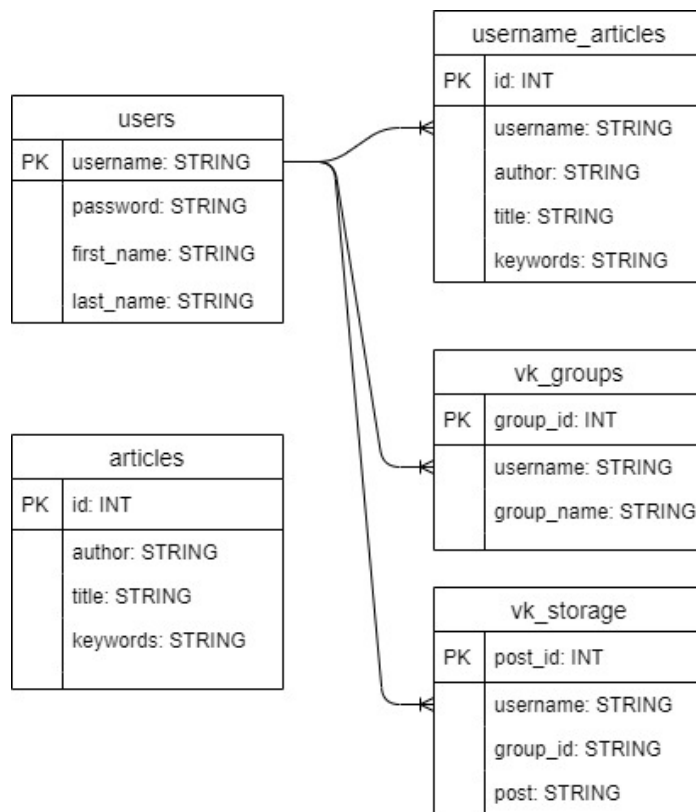 users
PK username: STRING
password: STRING
first_name: STRING
last_name: STRING
articles
PK id: INT
author: STRING
title: STRING
keywords: STRING
username_articles
PK id: INT
username: STRING
author: STRING
title: STRING
keywords: STRING
vk_groups
PK group_id: INT
username: STRING
group_name: STRING
vk_storage
PK post_id: INT
username: STRING
group_id: STRING
post: STRING